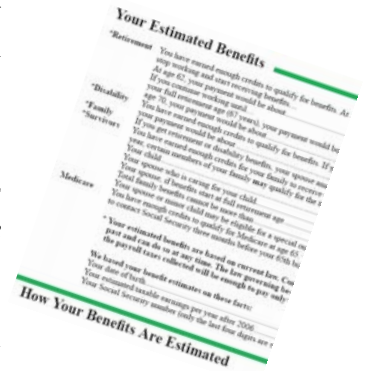 Your Estimated Benefits
*Retirement You have earned enough credits to qualify for benefits. At
stop working and start receiving benefits
At age 62, your payment would be about
If you continue working until
your full retirement age (67 years), your payment would be
age 70, your payment would be about
*Disability You have earned enough credits to qualify for benefits. If
your payment would be about
*Family If you get retirement or disability benefits, your spouse and
*Survivors You have earned enough credits for your family to receive
year, certain members of your family may qualify for the
Your child
Your spouse who is caring for your child
Your spouse, if benefits start at full retirement age
Total family benefits cannot be more than
Your spouse or minor child may be eligible for a special
Medicare You have enough credits to qualify for Medicare at age 65
to contact Social Security three months before your 65th
* Your estimated benefits are based on current law.
past and can do so at any time. The law governing
the payroll taxes collected will be enough to pay only
We based your benefit estimates on these facts:
Your date of birth
Your estimated taxable earnings per year after 2006
Your Social Security number (only the last four digits are
How Your Benefits Are Estimated